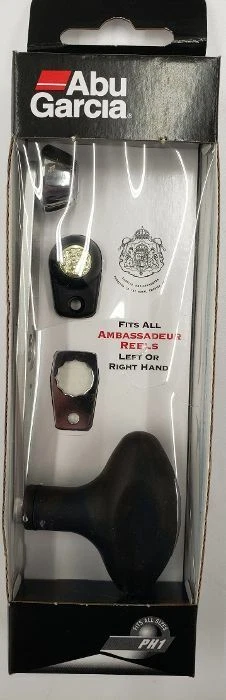 Abu
Garcia®
FITS ALL
AMBASSADEUR
REELS
LEFT OR
RIGHT HAND
FITS ALL SIZES
PH1